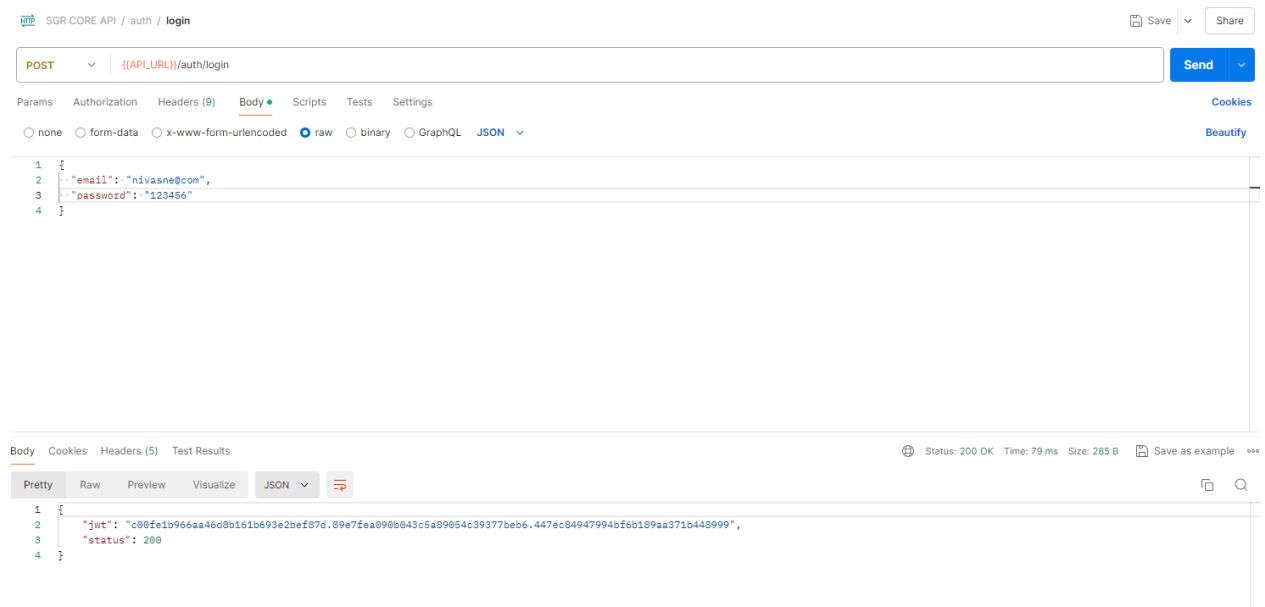 HTTP SGR CORE API / auth / login Save Share
POST {{API_URL}}/auth/login Send
Params Authorization Headers (9) Body Scripts Tests Settings Cookies
none form-data x-www-form-urlencoded raw binary GraphQL JSON Beautify
1 {
2 "email": "nivasne@com",
3 "password": "123456"
4 }
Body Cookies Headers (5) Test Results Status: 200 OK Time: 79 ms Size: 285 B Save as example
Pretty Raw Preview Visualize JSON
1 {
2 "jwt": "c00fe1b966aa46d8b161b693e2bef87d.89e7fea090b043c5a89054c39377beb6.447ec84947994bf6b189aa371b448999",
3 "status": 200
4 }